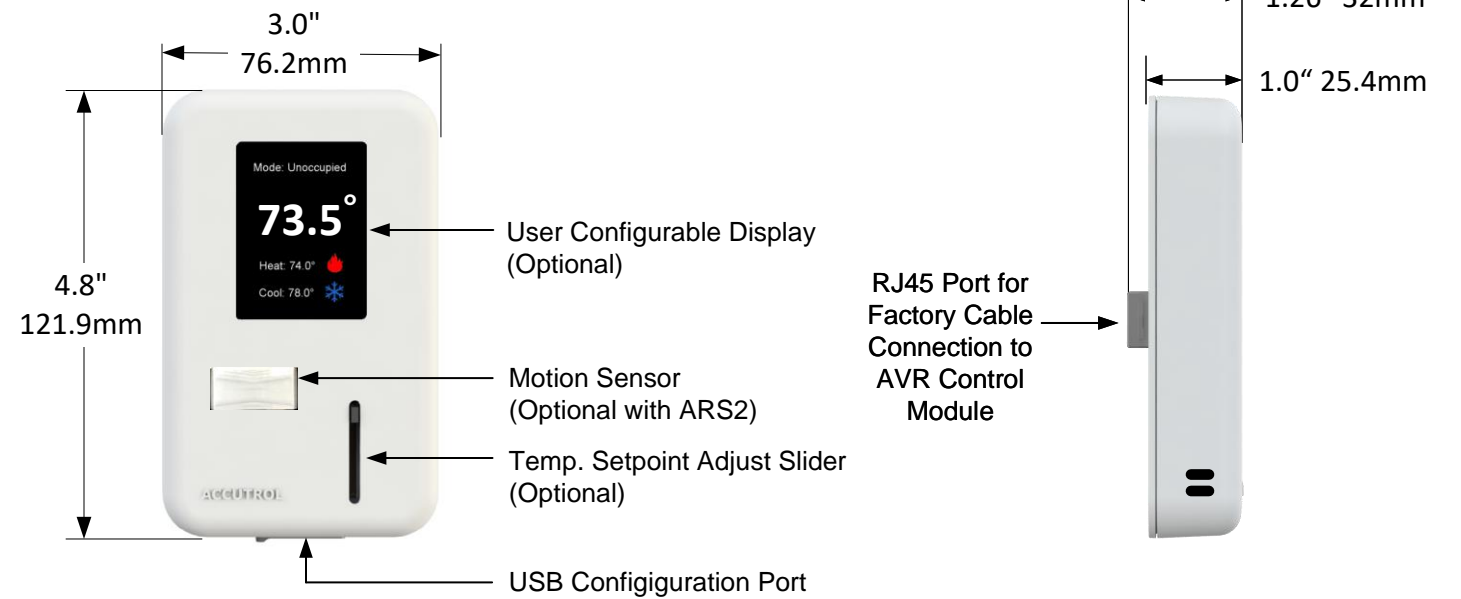 3.0"
76.2mm
4.8"
121.9mm
Mode: Unoccupied
73.5°
Heat: 74.0°
Cool: 78.0°
ACCUTROL
User Configurable Display
(Optional)
Motion Sensor
(Optional with ARS2)
Temp. Setpoint Adjust Slider
(Optional)
USB Configiguration Port
1.26" 32mm
1.0“ 25.4mm
RJ45 Port for
Factory Cable
Connection to
AVR Control
Module